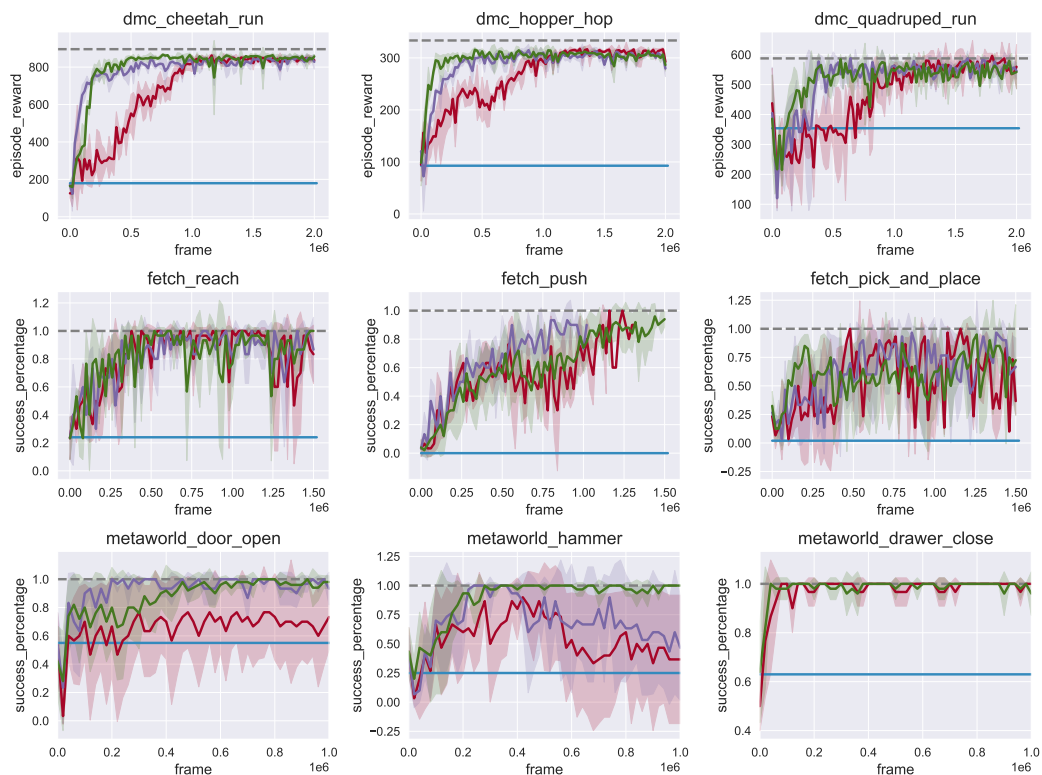 dmc_cheetah_run
episode_reward
800
600
400
200
0
0.0 0.5 1.0 1.5 2.0
frame
1e6
dmc_hopper_hop
episode_reward
300
200
100
0
0.0 0.5 1.0 1.5 2.0
frame
1e6
dmc_quadruped_run
episode_reward
600
500
400
300
200
100
0.0 0.5 1.0 1.5 2.0
frame
1e6
fetch_reach
success_percentage
1.2
1.0
0.8
0.6
0.4
0.2
0.0
0.00 0.25 0.50 0.75 1.00 1.25 1.50
frame
1e6
fetch_push
success_percentage
1.0
0.8
0.6
0.4
0.2
0.0
0.00 0.25 0.50 0.75 1.00 1.25 1.50
frame
1e6
fetch_pick_and_place
success_percentage
1.25
1.00
0.75
0.50
0.25
0.00
−0.25
0.00 0.25 0.50 0.75 1.00 1.25 1.50
frame
1e6
metaworld_door_open
success_percentage
1.0
0.8
0.6
0.4
0.2
0.0
0.0 0.2 0.4 0.6 0.8 1.0
frame
1e6
metaworld_hammer
success_percentage
1.25
1.00
0.75
0.50
0.25
0.00
−0.25
0.0 0.2 0.4 0.6 0.8 1.0
frame
1e6
metaworld_drawer_close
success_percentage
1.0
0.8
0.6
0.4
0.0 0.2 0.4 0.6 0.8 1.0
frame
1e6